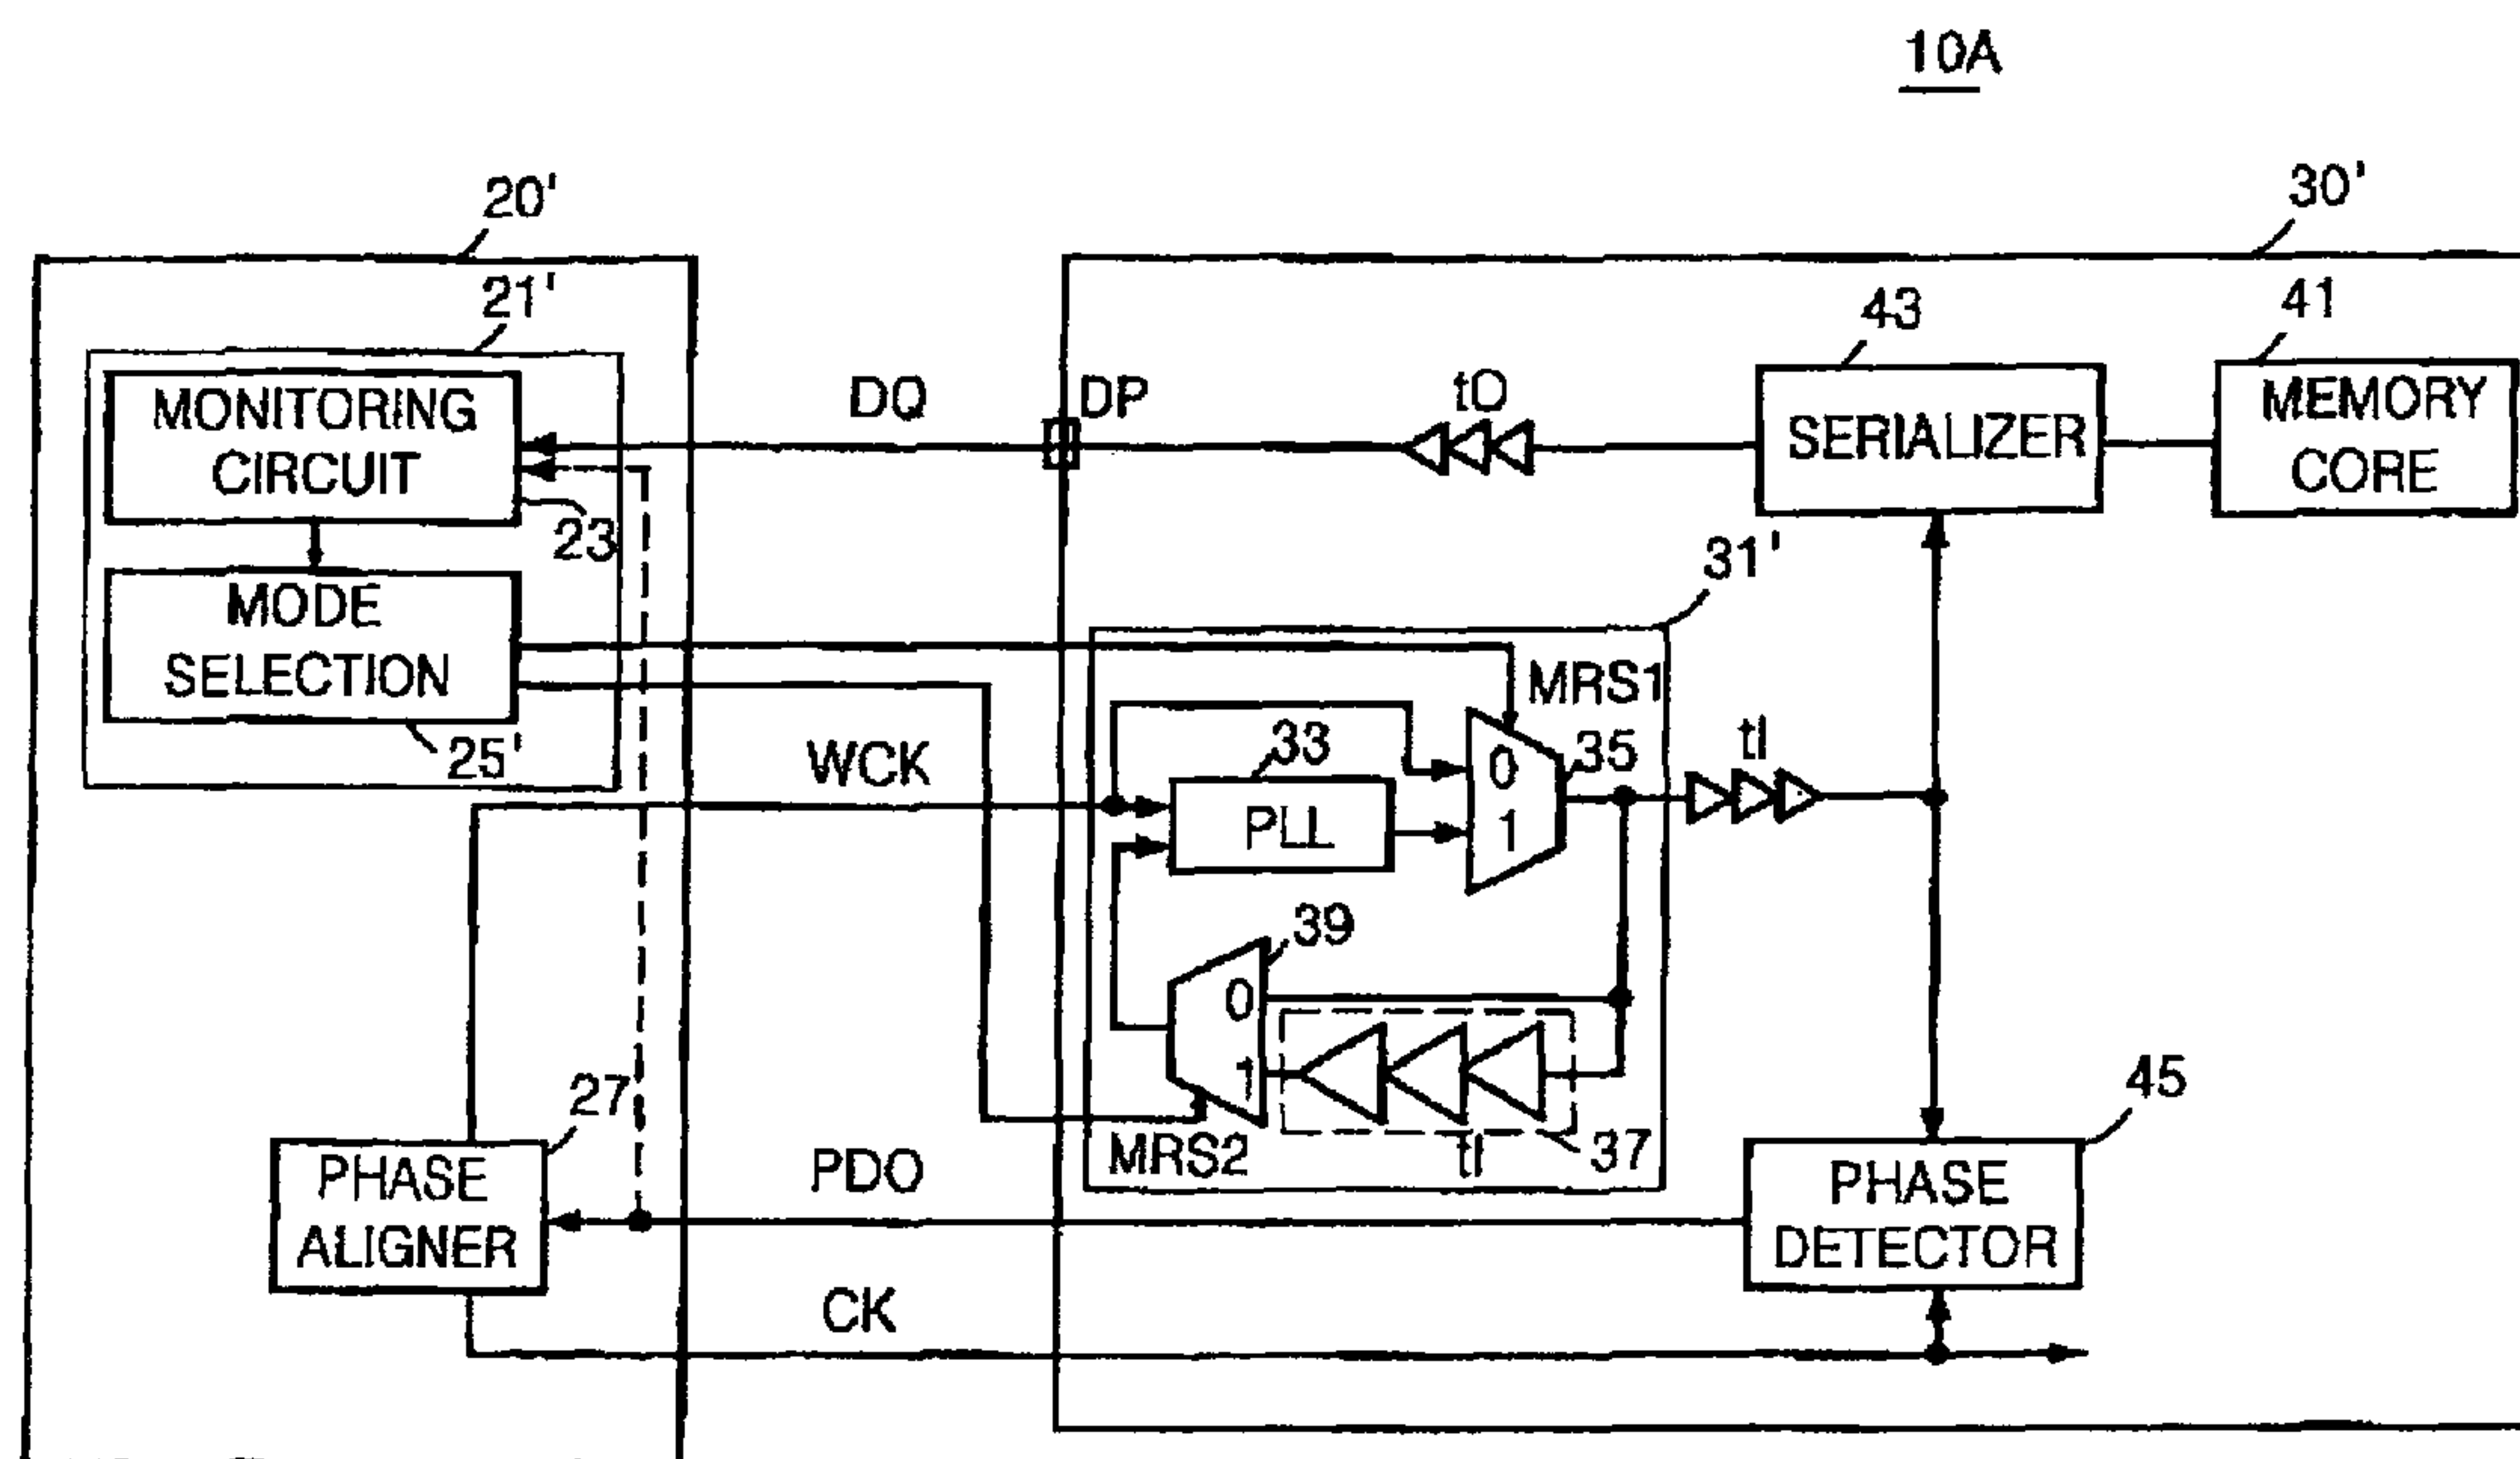 10A
20'
30'
21'
43
41
MONITORING
CIRCUIT
23
DQ
DP
tO
SERIALIZER
MEMORY
CORE
31'
MODE
SELECTION
25'
MRS1
WCK
33
PLL
0
1
35
tI
39
0
1
tI
37
MRS2
27
PHASE
ALIGNER
PDO
45
PHASE
DETECTOR
CK